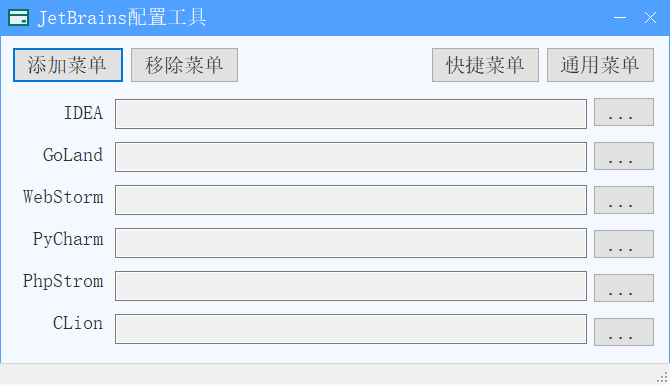 JetBrains配置工具
添加菜单 移除菜单 快捷菜单 通用菜单
IDEA ...
GoLand ...
WebStorm ...
PyCharm ...
PhpStrom ...
CLion ...